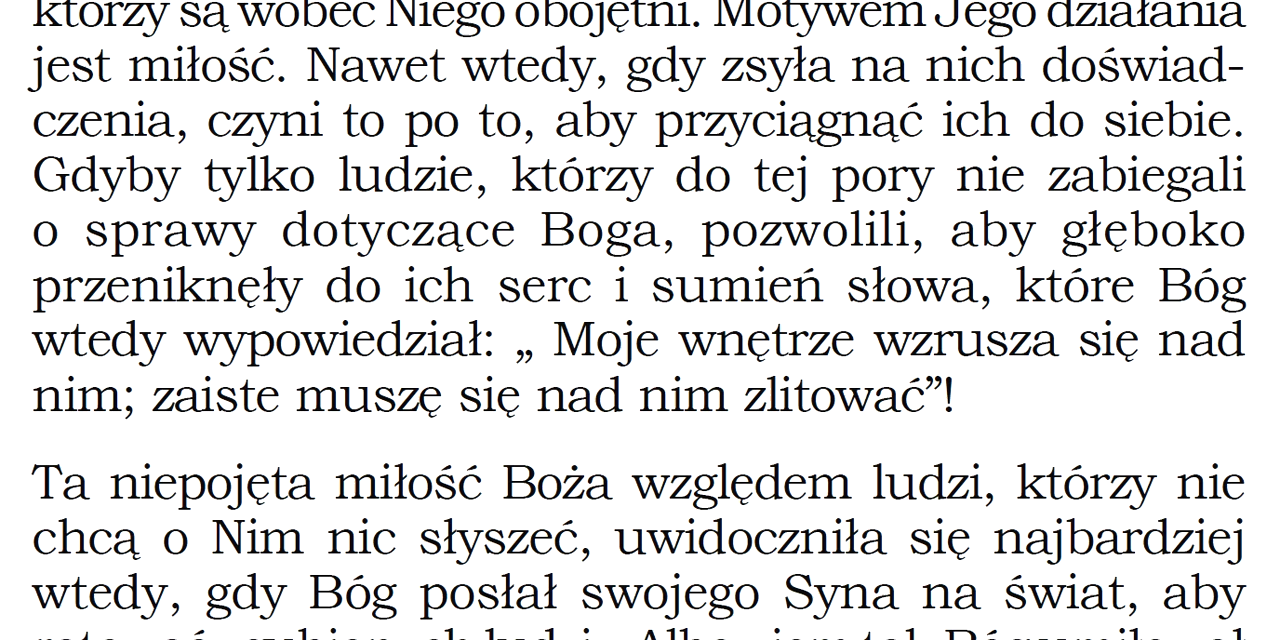 którzy są wobec Niego obojętni. Motywem Jego działania
jest miłość. Nawet wtedy, gdy zsyła na nich doświad-
czenia, czyni to po to, aby przyciągnąć ich do siebie.
Gdyby tylko ludzie, którzy do tej pory nie zabiegali
o sprawy dotyczące Boga, pozwolili, aby głęboko
przeniknęły do ich serc i sumień słowa, które Bóg
wtedy wypowiedział: „ Moje wnętrze wzrusza się nad
nim; zaiste muszę się nad nim zlitować”!
Ta niepojęta miłość Boża względem ludzi, którzy nie
chcą o Nim nic słyszeć, uwidoczniła się najbardziej
wtedy, gdy Bóg posłał swojego Syna na świat, aby